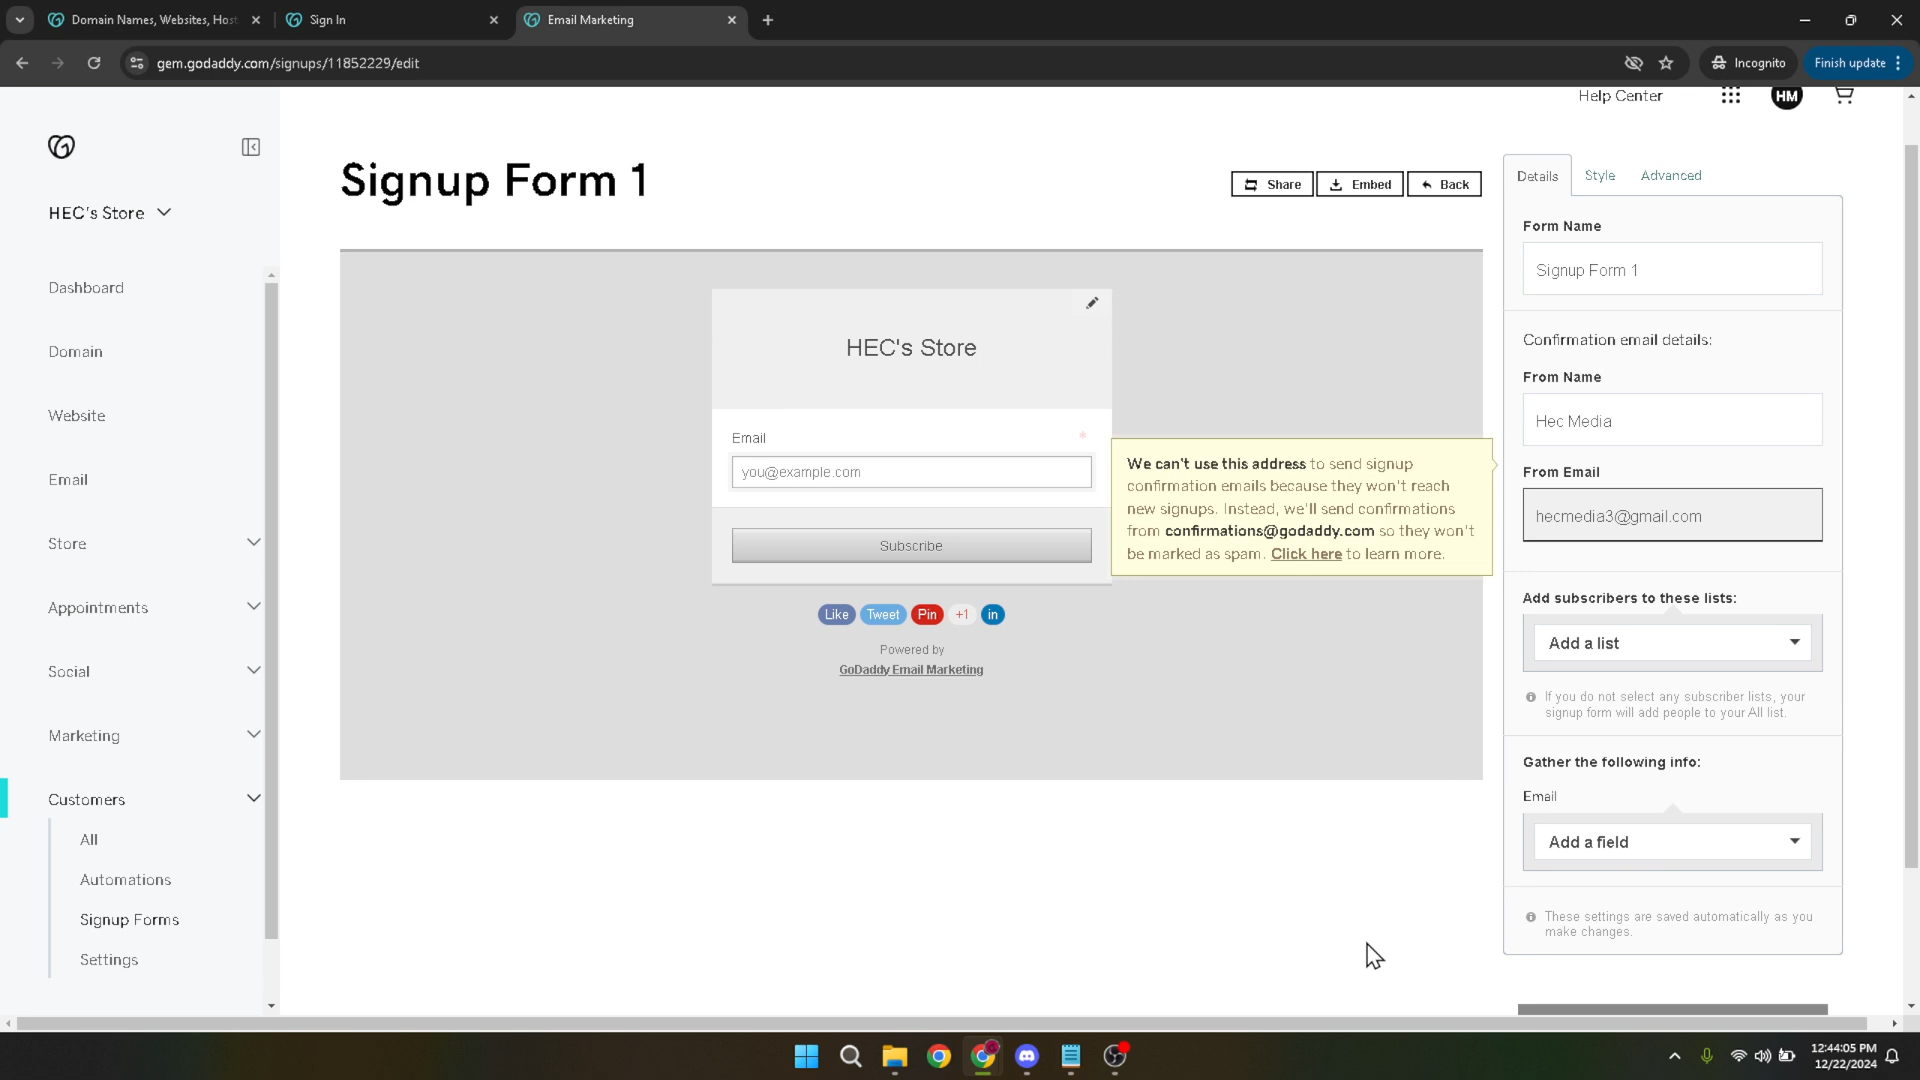 Domain Names, Websites, Host
Sign In
Email Marketing
gem.godaddy.com/signups/11852229/edit
Incognito
Finish update
Help Center
HM
HEC's Store
Dashboard
Domain
Website
Email
Store
Appointments
Social
Marketing
Customers
All
Automations
Signup Forms
Settings
Signup Form 1
Share
Embed
Back
HEC's Store
Email *
you@example.com
Subscribe
Like Tweet Pin +1 in
Powered by
GoDaddy Email Marketing
We can't use this address to send signup
confirmation emails because they won't reach
new signups. Instead, we'll send confirmations
from confirmations@godaddy.com so they won't
be marked as spam. Click here to learn more.
Details
Style
Advanced
Form Name
Signup Form 1
Confirmation email details:
From Name
Hec Media
From Email
hecmedia3@gmail.com
Add subscribers to these lists:
Add a list
If you do not select any subscriber lists, your
signup form will add people to your All list.
Gather the following info:
Email
Add a field
These settings are saved automatically as you
make changes.
12:44:05 PM
12/22/2024